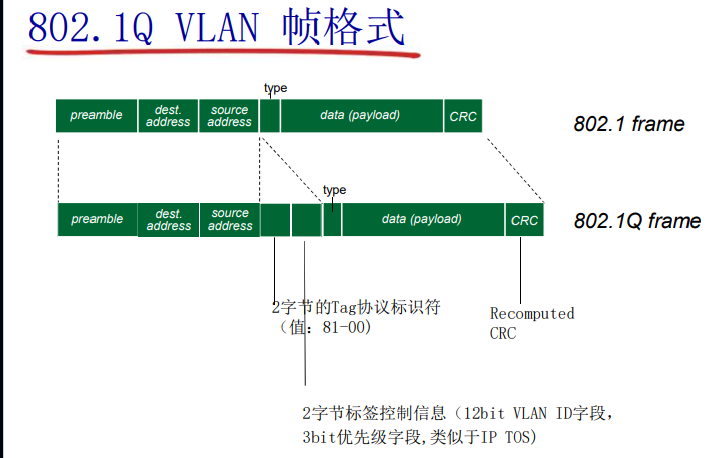 802.1Q VLAN 帧格式
type
preamble
dest.
address
source
address
data (payload)
CRC
802.1 frame
type
preamble
dest.
address
source
address
data (payload)
CRC
802.1Q frame
2字节的Tag协议标识符
（值：81-00)
Recomputed
CRC
2字节标签控制信息（12bit VLAN ID字段，
3bit优先级字段,类似于IP TOS)